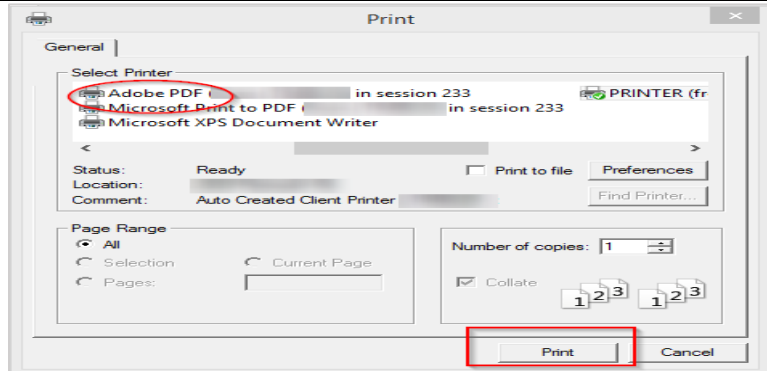 Print
General
Select Printer
Adobe PDF ( in session 233
PRINTER (fr
Microsoft Print to PDF ( in session 233
Microsoft XPS Document Writer
Status: Ready
Print to file
Preferences
Location:
Find Printer...
Comment: Auto Created Client Printer
Page Range
All
Number of copies: 1
Selection
Current Page
Collate
Pages:
1 2 3 1 2 3
Print
Cancel